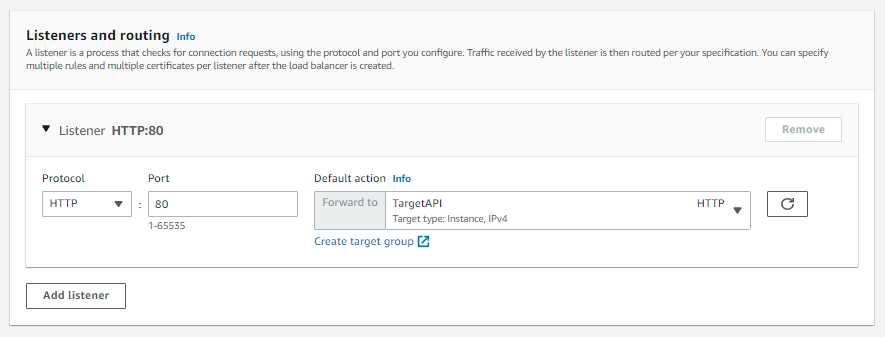 Listeners and routing Info
A listener is a process that checks for connection requests, using the protocol and port you configure. Traffic received by the listener is then routed per your specification. You can specify
multiple rules and multiple certificates per listener after the load balancer is created.
Listener HTTP:80
Remove
Protocol
Port
Default action Info
HTTP
:
80
Forward to
TargetAPI
HTTP
Target type: Instance, IPv4
1-65535
Create target group
Add listener